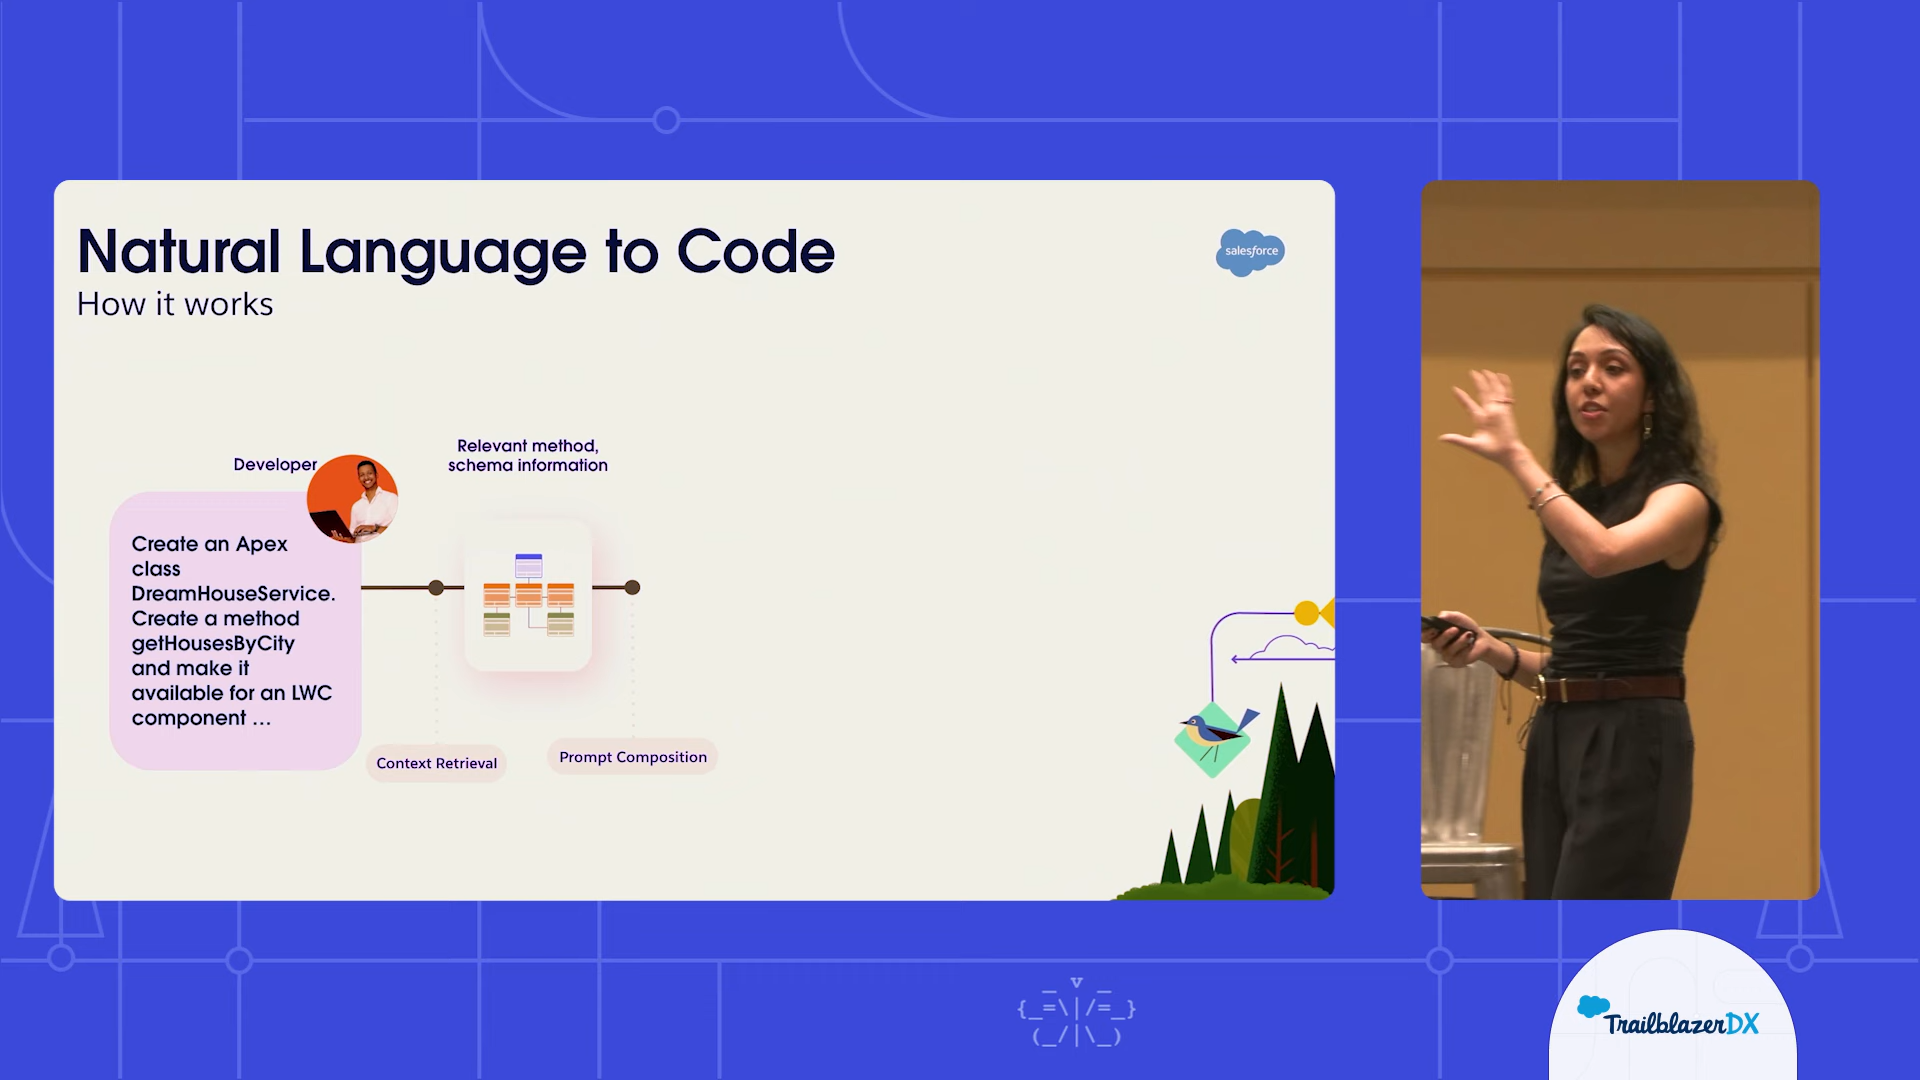 Natural Language to Code
How it works
salesforce
Developer
Relevant method,
schema information
Create an Apex
class
DreamHouseService.
Create a method
getHousesByCity
and make it
available for an LWC
component ...
Context Retrieval
Prompt Composition
TrailblazerDX